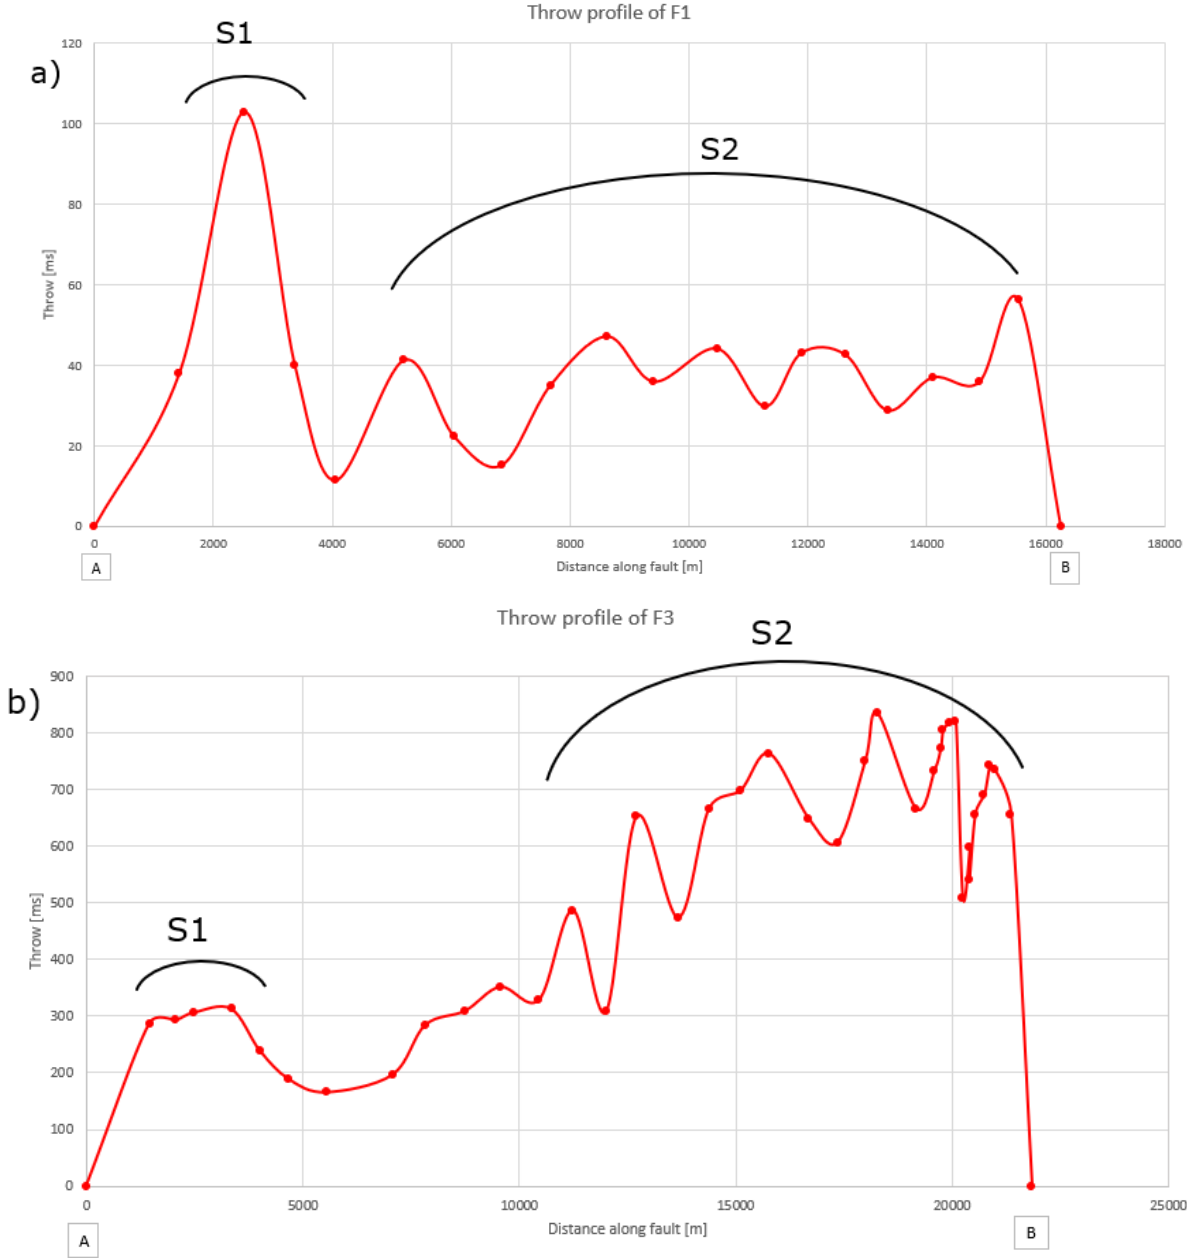 Throw profile of F1
S1
a)
S2
120
100
80
60
40
20
0
Throw [ms]
0 2000 4000 6000 8000 10000 12000 14000 16000 18000
A
Distance along fault [m]
B
Throw profile of F3
S2
b)
S1
900
800
700
600
500
400
300
200
100
0
Throw [ms]
0 5000 10000 15000 20000 25000
A
Distance along fault [m]
B